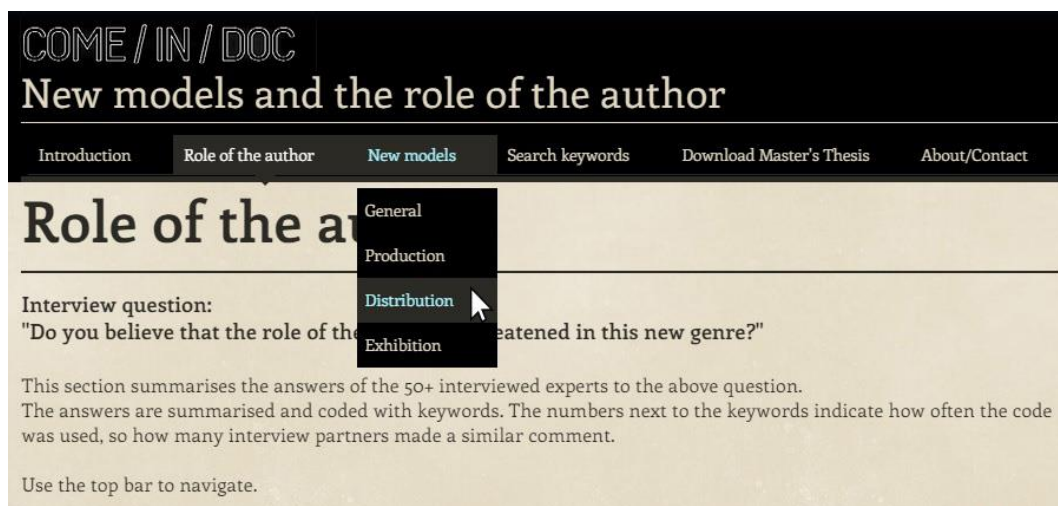 COME / IN / DOC
New models and the role of the author
Introduction Role of the author New models Search keywords Download Master's Thesis About/Contact
Role of the a
General
Production
Distribution
Exhibition
Interview question:
"Do you believe that the role of the eatened in this new genre?"
This section summarises the answers of the 50+ interviewed experts to the above question.
The answers are summarised and coded with keywords. The numbers next to the keywords indicate how often the code
was used, so how many interview partners made a similar comment.
Use the top bar to navigate.